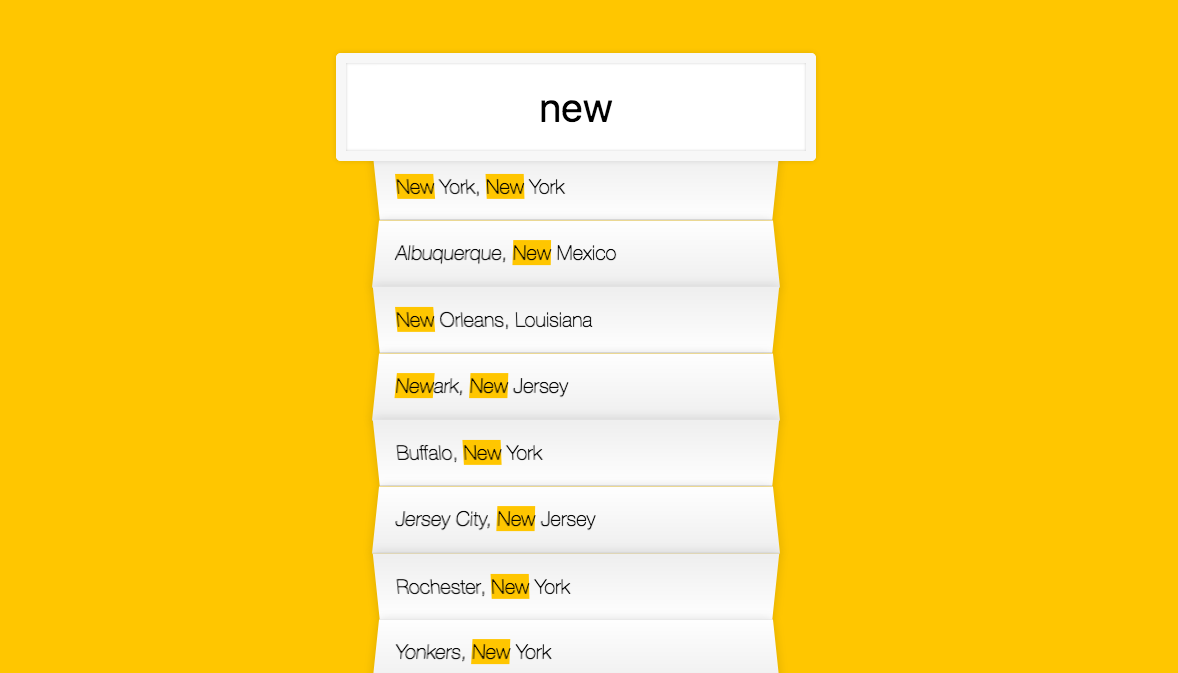 new
New York, New York
Albuquerque, New Mexico
New Orleans, Louisiana
Newark, New Jersey
Buffalo, New York
Jersey City, New Jersey
Rochester, New York
Yonkers, New York